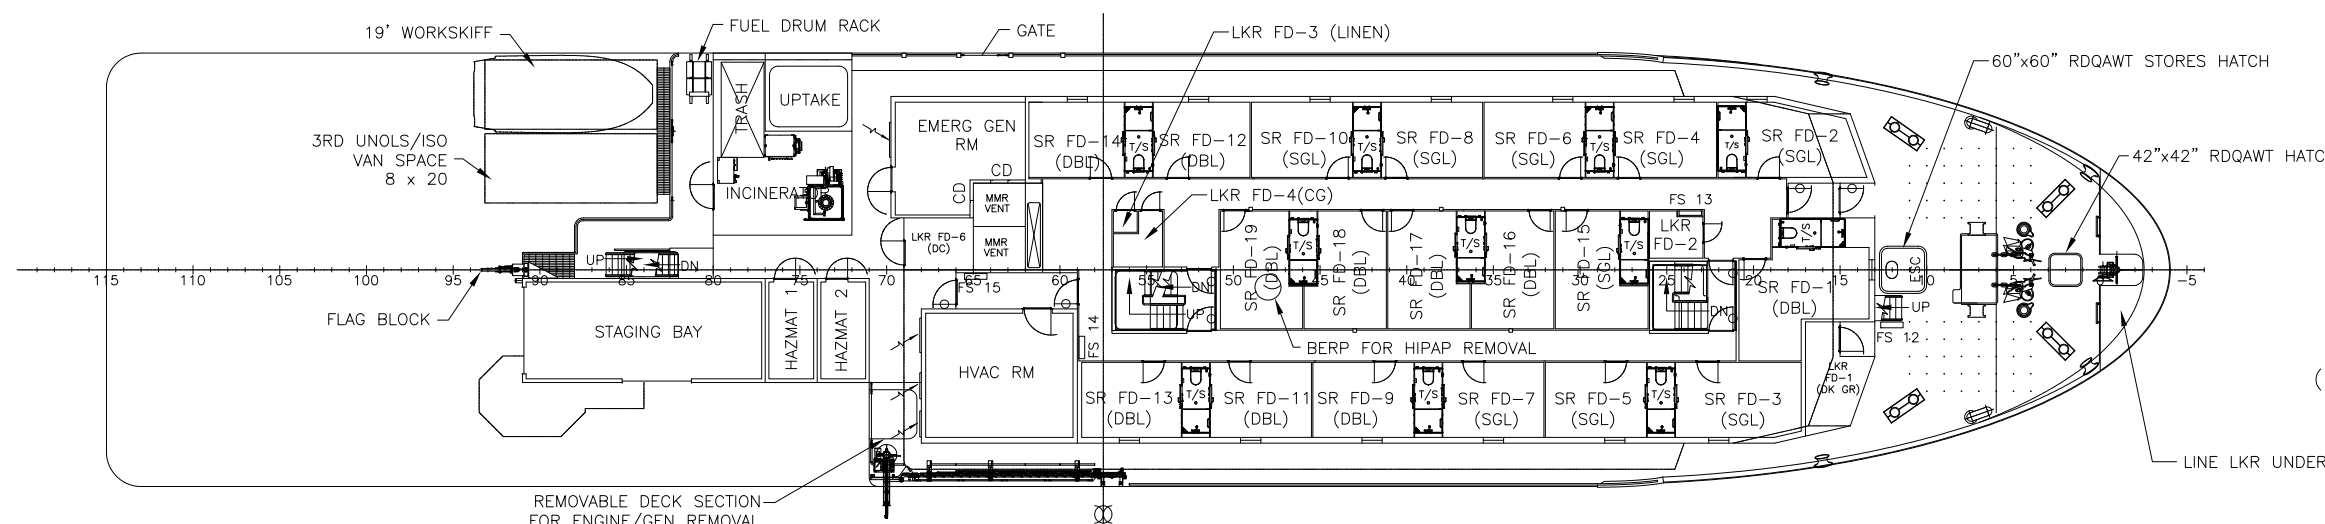 19' WORKSKIFF
FUEL DRUM RACK
GATE
LKR FD-3 (LINEN)
60"x60" RDQAWT STORES HATCH
3RD UNOLS/ISO
VAN SPACE
8 x 20
TRASH
UPTAKE
INCINERATOR
EMERG GEN
RM
CD
CD
MMR
VENT
MMR
VENT
LKR FD-6
(DC)
SR FD-14
(DBL)
T/S
SR FD-12
(DBL)
SR FD-10
(SGL)
T/S
SR FD-8
(SGL)
SR FD-6
(SGL)
T/S
SR FD-4
(SGL)
T/S
SR FD-2
(SGL)
42"x42" RDQAWT HATC
LKR FD-4(CG)
FS 13
LKR
FD-2
SR FD-19
(DBL)
T/S
SR FD-18
(DBL)
SR FD-17
(DBL)
T/S
SR FD-16
(DBL)
SR FD-15
(SGL)
T/S
T/S
SR FD-1
(DBL)
ESC
UP
DN
DN
UP
DN
UP
115
110
105
100
95
90
85
80
75
70
65
60
55
50
45
40
35
30
25
20
15
10
5
-5
FLAG BLOCK
STAGING BAY
HAZMAT 1
HAZMAT 2
FS 15
FS 14
FS 12
BERP FOR HIPAP REMOVAL
HVAC RM
SR FD-13
(DBL)
T/S
SR FD-11
(DBL)
SR FD-9
(DBL)
T/S
SR FD-7
(SGL)
SR FD-5
(SGL)
T/S
SR FD-3
(SGL)
LKR
FD-1
(DK GR)
LINE LKR UNDER
(
REMOVABLE DECK SECTION
FOR ENGINE/GEN REMOVAL